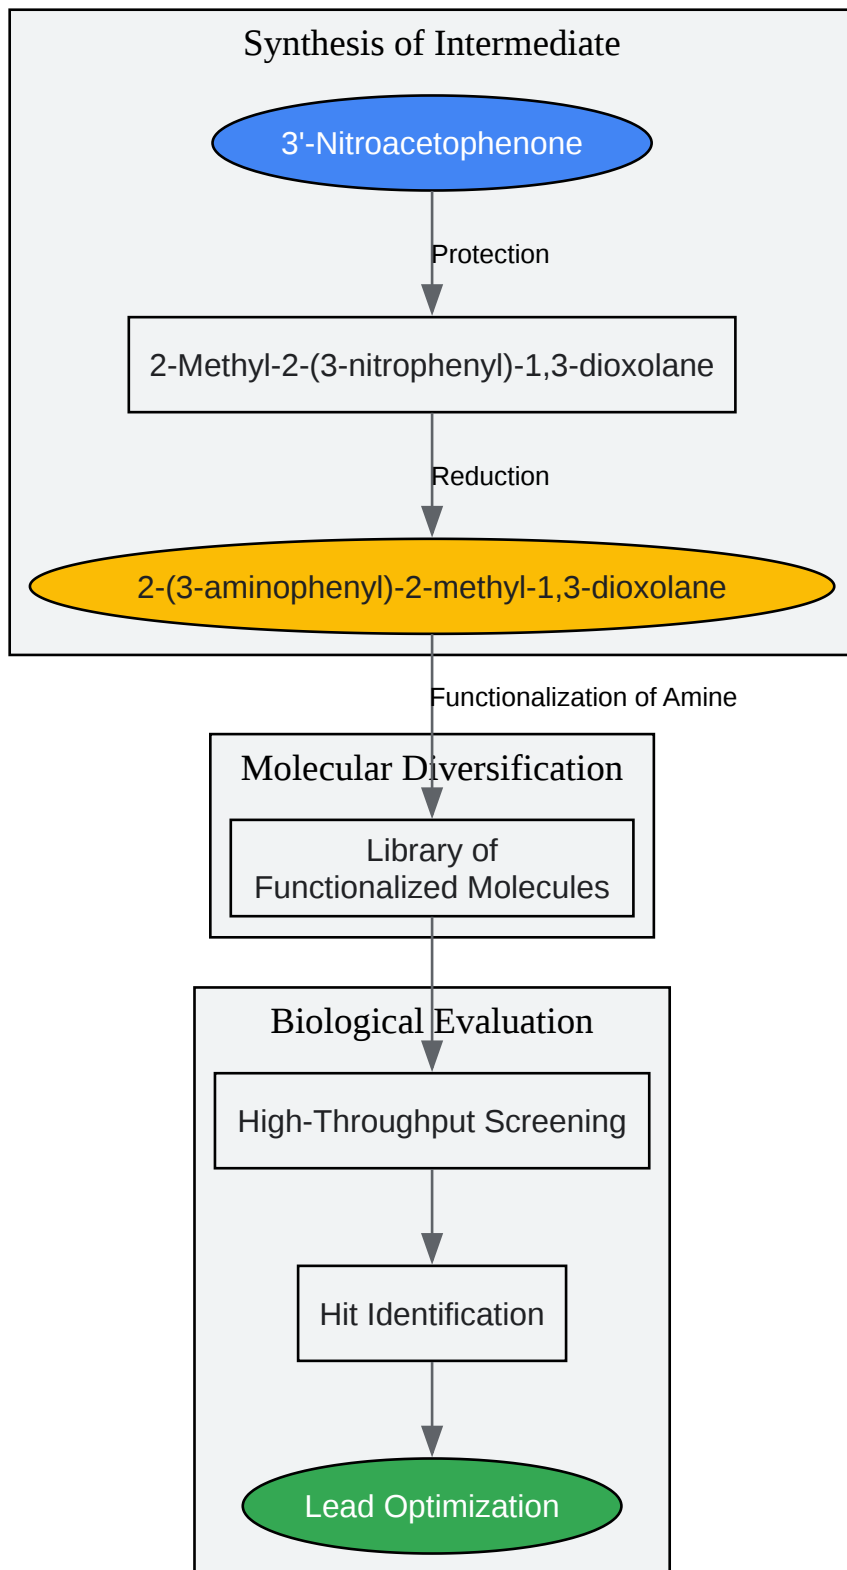 Synthesis of Intermediate
3'-Nitroacetophenone
Protection
2-Methyl-2-(3-nitrophenyl)-1,3-dioxolane
Reduction
2-(3-aminophenyl)-2-methyl-1,3-dioxolane
Functionalization of Amine
Molecular Diversification
Library of
Functionalized Molecules
Biological Evaluation
High-Throughput Screening
Hit Identification
Lead Optimization